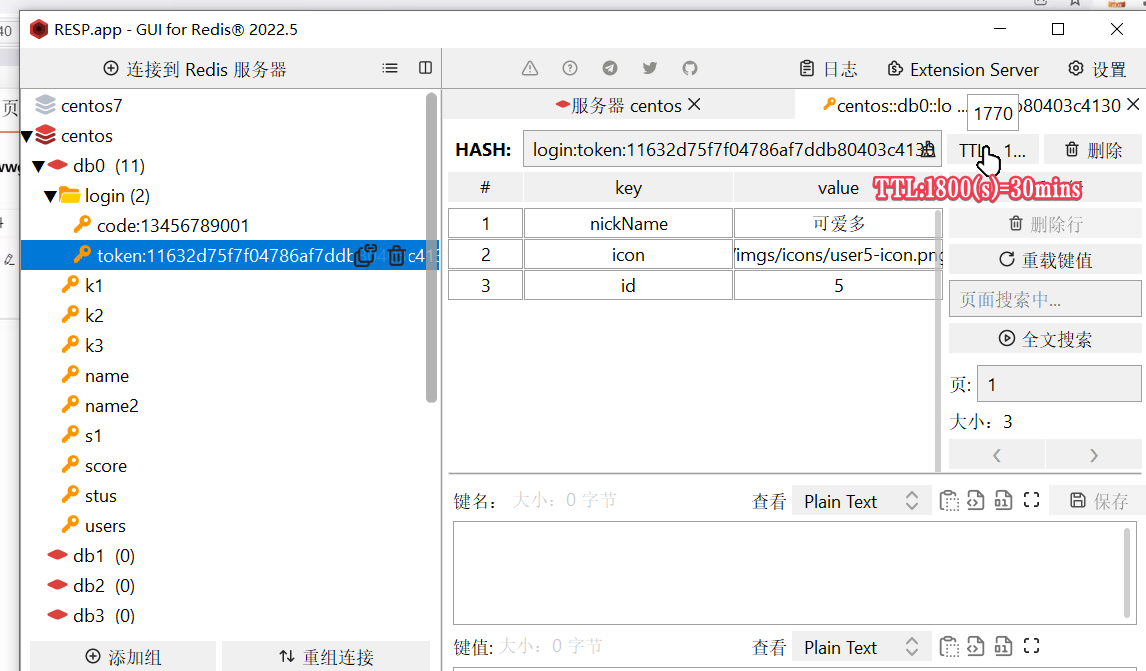 RESP.app - GUI for Redis® 2022.5
连接到 Redis 服务器
日志
Extension Server
设置
centos7
centos
db0 (11)
login (2)
code:13456789001
token:11632d75f7f04786af7ddb
k1
k2
k3
name
name2
s1
score
stus
users
db1 (0)
db2 (0)
db3 (0)
添加组
重组连接
服务器 centos
centos::db0::lo ...
b80403c4130
1770
HASH:
login:token:11632d75f7f04786af7ddb80403c413
TTL
1...
删除
# key value
TTL:1800(s)=30mins
1 nickName 可爱多
2 icon /imgs/icons/user5-icon.png
3 id 5
删除行
重载键值
页面搜索中...
全文搜索
页: 1
大小: 3
键名: 大小: 0 字节
查看 Plain Text
保存
键值: 大小: 0 字节
查看 Plain Text